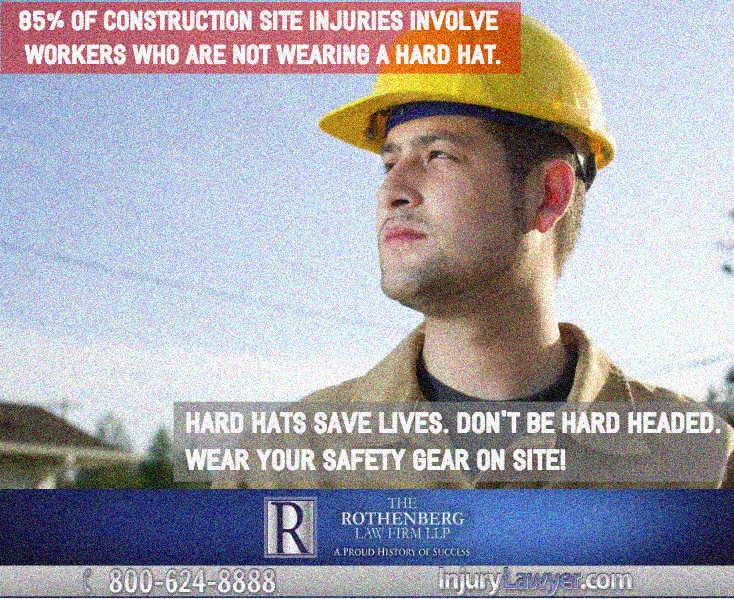 85% OF CONSTRUCTION SITE INJURIES INVOLVE
WORKERS WHO ARE NOT WEARING A HARD HAT.
HARD HATS SAVE LIVES. DON'T BE HARD HEADED.
WEAR YOUR SAFETY GEAR ON SITE!
R
THE
ROTHENBERG
LAW FIRM LLP
A PROUD HISTORY OF SUCCESS
800-624-8888
injuryLawyer.com